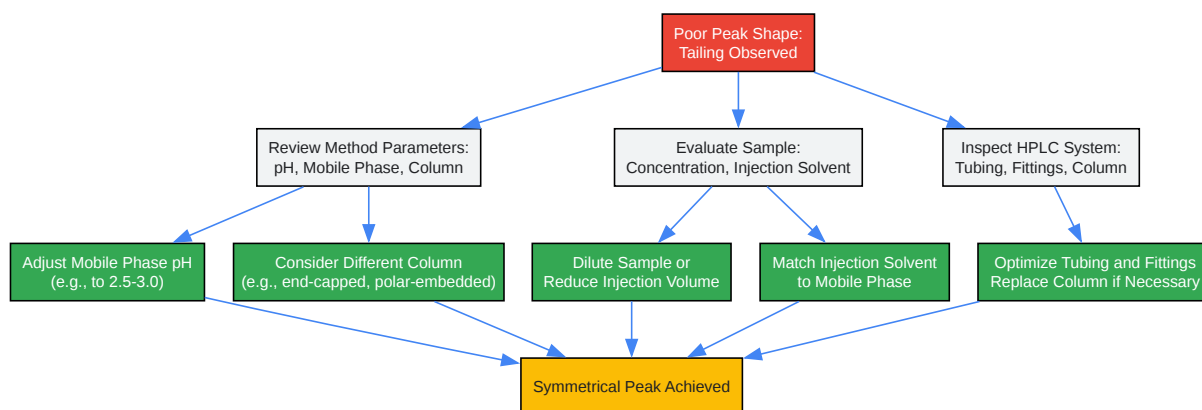 Poor Peak Shape:
Tailing Observed
Review Method Parameters:
pH, Mobile Phase, Column
Evaluate Sample:
Concentration, Injection Solvent
Inspect HPLC System:
Tubing, Fittings, Column
Adjust Mobile Phase pH
(e.g., to 2.5-3.0)
Consider Different Column
(e.g., end-capped, polar-embedded)
Dilute Sample or
Reduce Injection Volume
Match Injection Solvent
to Mobile Phase
Optimize Tubing and Fittings
Replace Column if Necessary
Symmetrical Peak Achieved